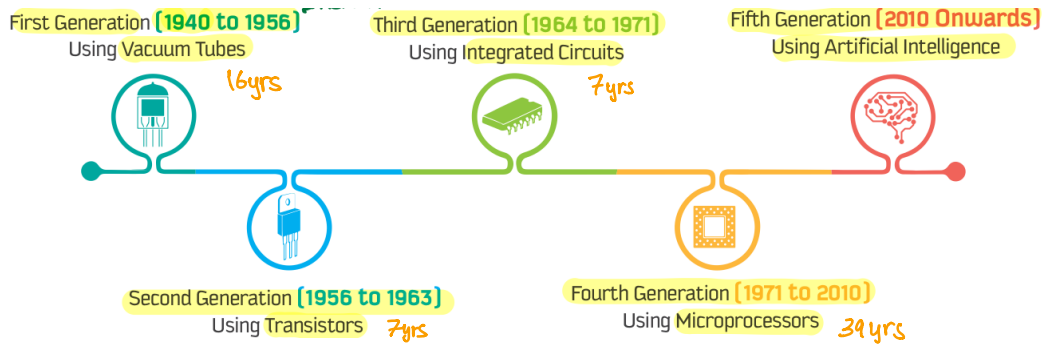 First Generation (1940 to 1956)
Using Vacuum Tubes
16yrs
Second Generation (1956 to 1963)
Using Transistors
7yrs
Third Generation (1964 to 1971)
Using Integrated Circuits
7yrs
Fourth Generation (1971 to 2010)
Using Microprocessors
39yrs
Fifth Generation (2010 Onwards)
Using Artificial Intelligence